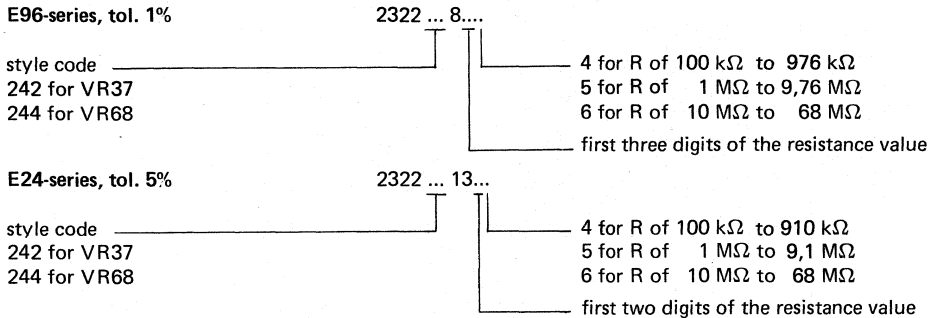 E96-series, tol. 1% 2322 ... 8....
style code 4 for R of 100 kΩ to 976 kΩ
242 for VR37 5 for R of 1 MΩ to 9,76 MΩ
244 for VR68 6 for R of 10 MΩ to 68 MΩ
first three digits of the resistance value
E24-series, tol. 5% 2322 ... 13...
style code 4 for R of 100 kΩ to 910 kΩ
242 for VR37 5 for R of 1 MΩ to 9,1 MΩ
244 for VR68 6 for R of 10 MΩ to 68 MΩ
first two digits of the resistance value